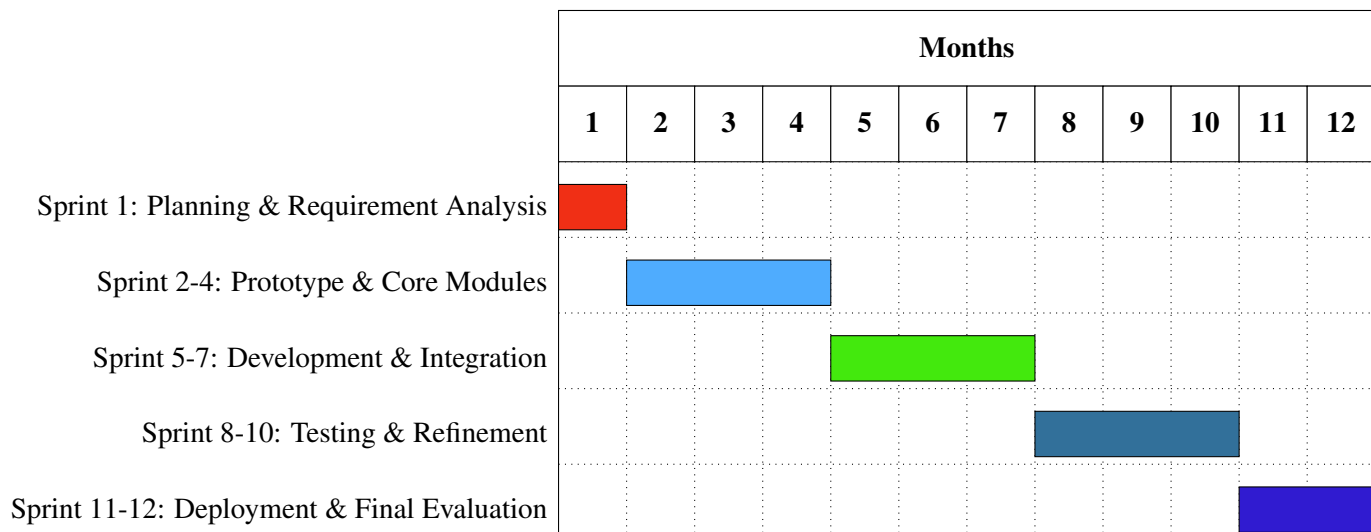 Months
1 2 3 4 5 6 7 8 9 10 11 12
Sprint 1: Planning & Requirement Analysis
Sprint 2-4: Prototype & Core Modules
Sprint 5-7: Development & Integration
Sprint 8-10: Testing & Refinement
Sprint 11-12: Deployment & Final Evaluation